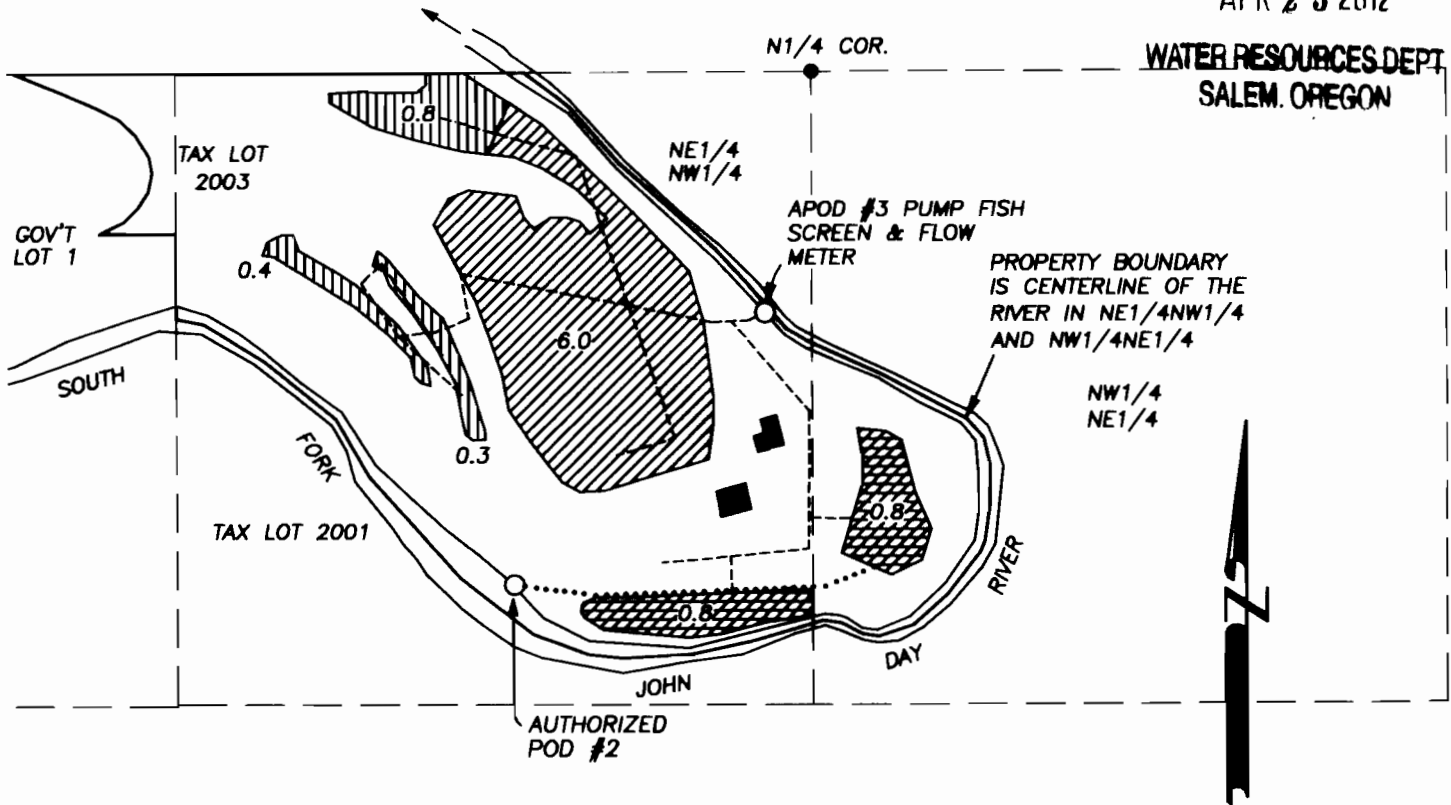 N1/4 COR.
WATER RESOURCES DEPT
SALEM, OREGON
0.8
TAX LOT
2003
NE1/4
NW1/4
GOV'T
LOT 1
0.4
APOD #3 PUMP FISH
SCREEN & FLOW
METER
PROPERTY BOUNDARY
IS CENTERLINE OF THE
RIVER IN NE1/4NW1/4
AND NW1/4NE1/4
6.0
SOUTH
NW1/4
NE1/4
FORK
0.3
TAX LOT 2001
0.8
RIVER
0.8
DAY
JOHN
N
AUTHORIZED
POD #2